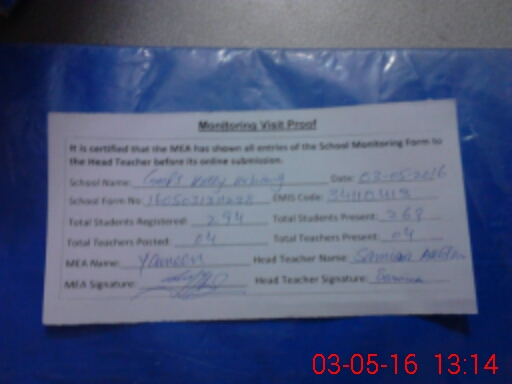 Monitoring Visit Proof
It is certified that the MEA has shown all entries of the School Monitoring Form to
the Head Teacher before its online submission.
School Name: Date: 03-05-2016
School Form No EMIS Code: 34410418
Total Students Registered: 294 Total Students Present: 268
Total Teachers Posted: 04 Total Teachers Present: 04
MEA Name: Yameen Head Teacher Name:
MEA Signature: Head Teacher Signature:
03-05-16 13:14